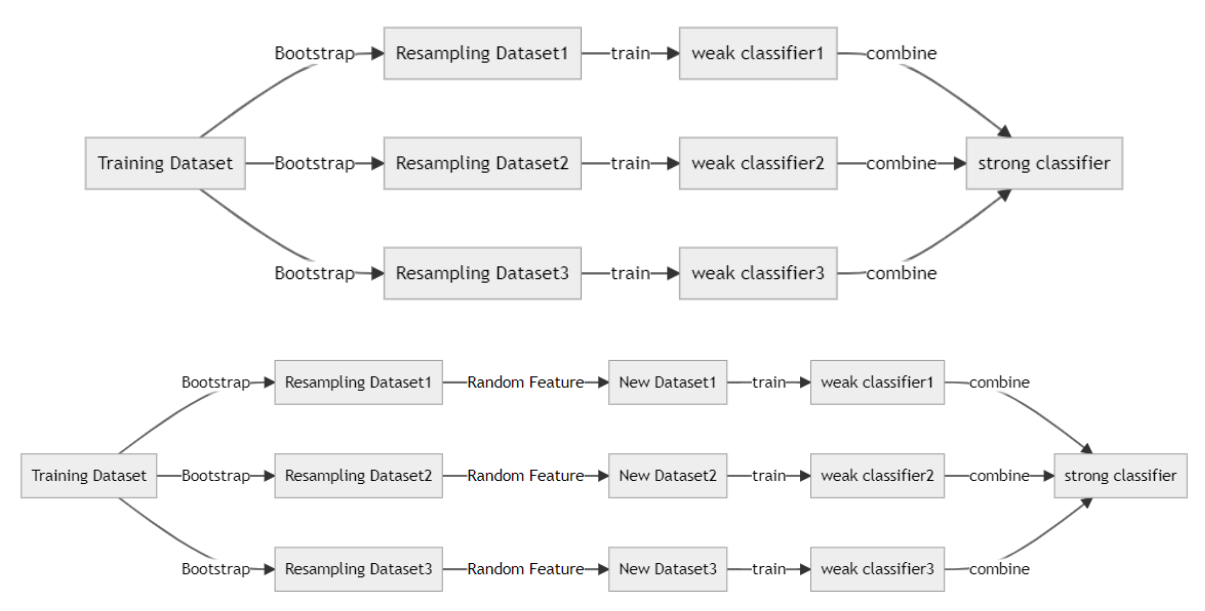 Bootstrap Resampling Dataset1 train weak classifier1 combine
Training Dataset Bootstrap Resampling Dataset2 train weak classifier2 combine strong classifier
Bootstrap Resampling Dataset3 train weak classifier3 combine
Bootstrap Resampling Dataset1 Random Feature New Dataset1 train weak classifier1 combine
Training Dataset Bootstrap Resampling Dataset2 Random Feature New Dataset2 train weak classifier2 combine strong classifier
Bootstrap Resampling Dataset3 Random Feature New Dataset3 train weak classifier3 combine